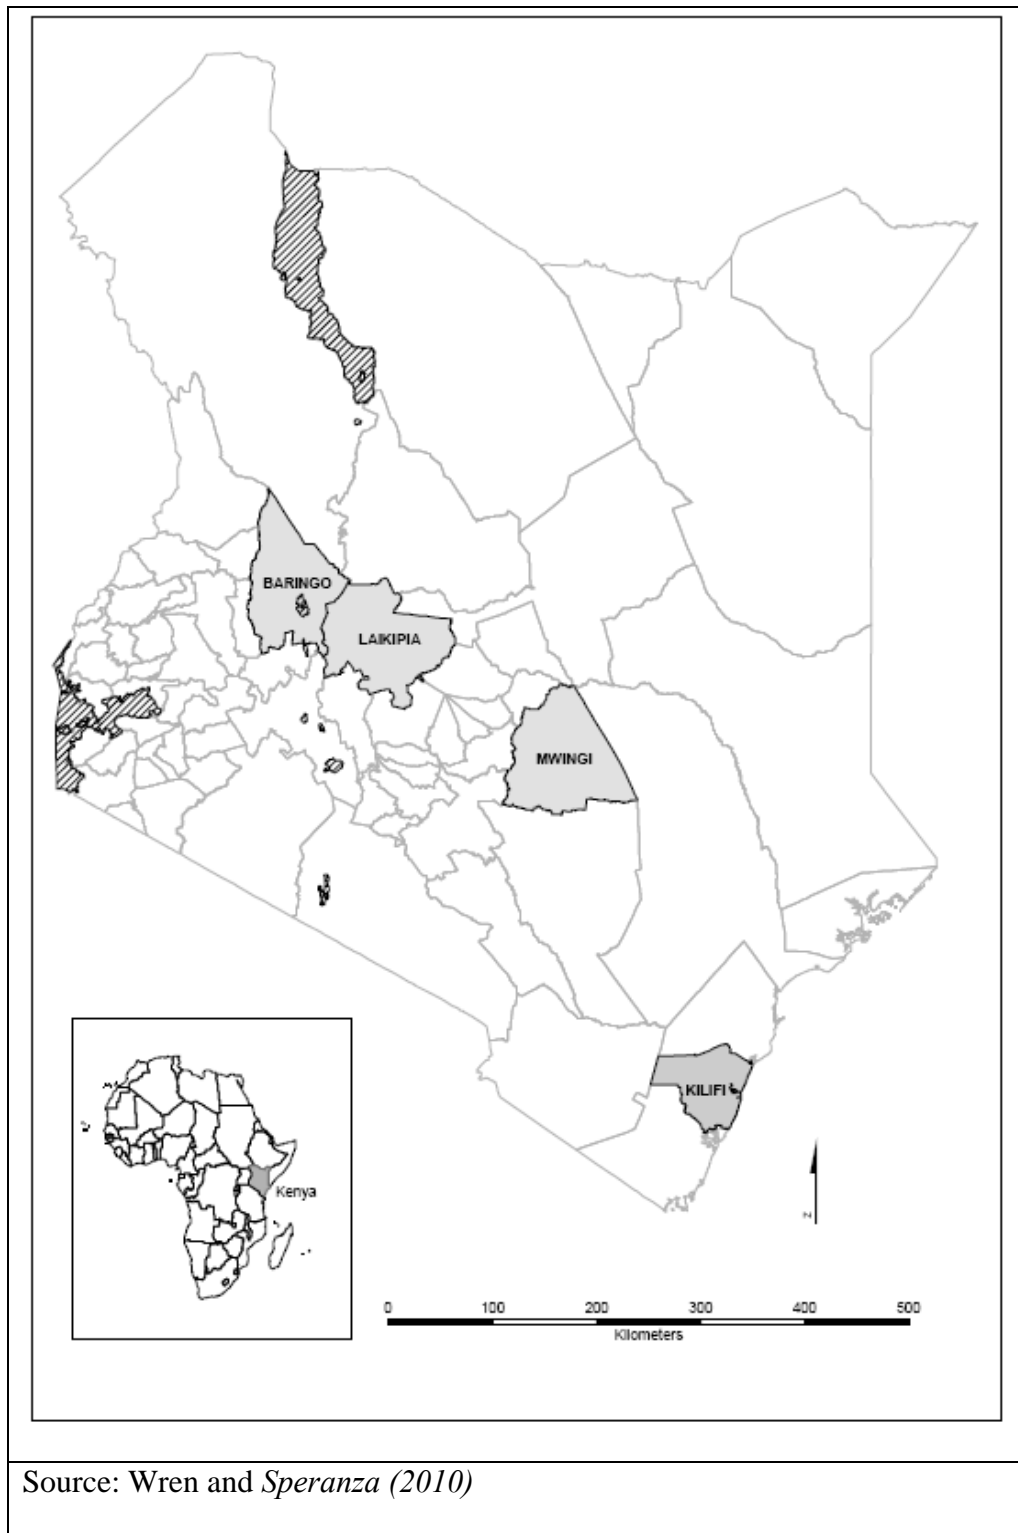 BARINGO
LAIKIPIA
MWINGI
KILIFI
Kenya
N
0 100 200 300 400 500
Kilometers
Source: Wren and Speranza (2010)